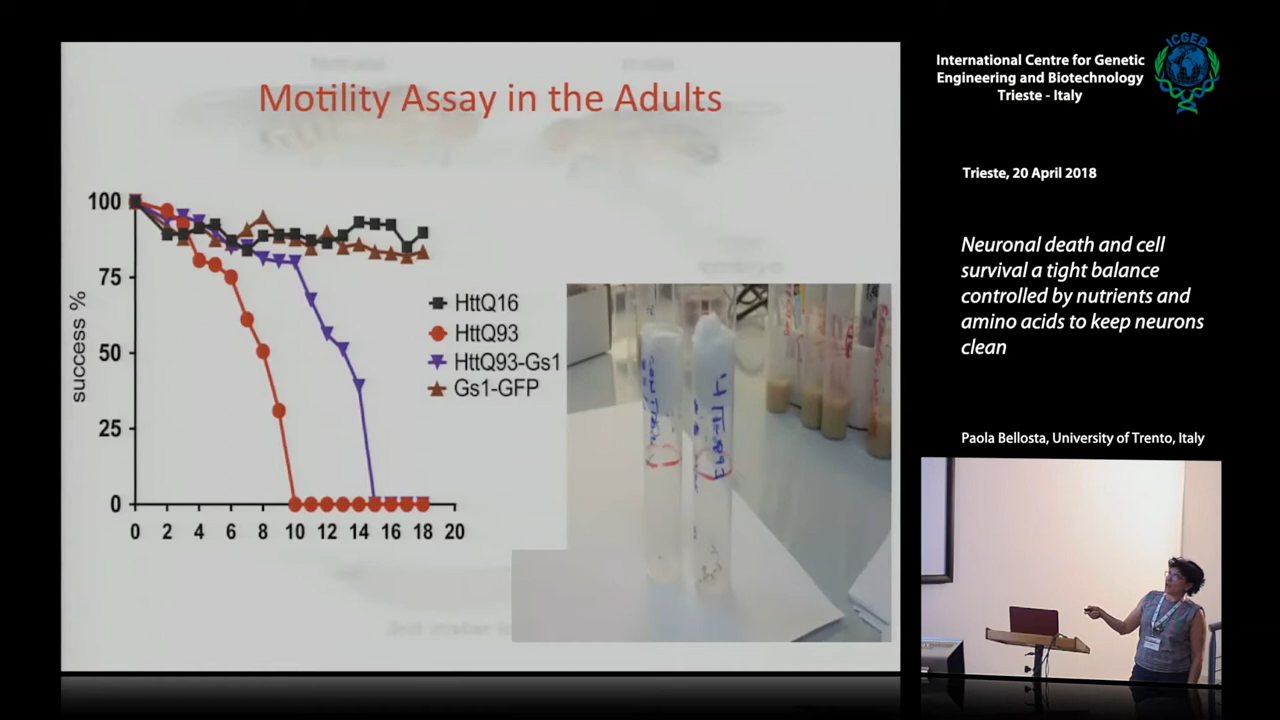 Motility Assay in the Adults
success %
100
75
50
25
0
0 2 4 6 8 10 12 14 16 18 20
HttQ16
HttQ93
HttQ93-Gs1
Gs1-GFP
International Centre for Genetic
Engineering and Biotechnology
Trieste - Italy
ICGEB
Trieste, 20 April 2018
Neuronal death and cell
survival a tight balance
controlled by nutrients and
amino acids to keep neurons
clean
Paola Bellosta, University of Trento, Italy